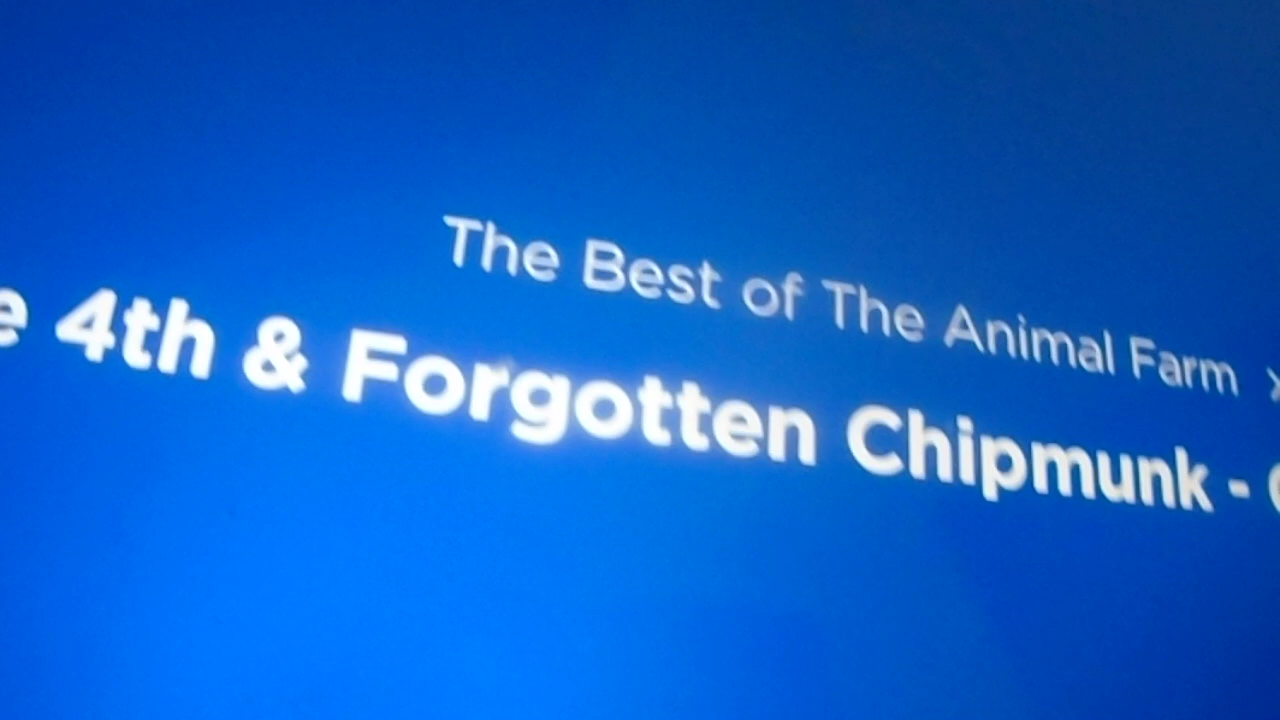 The Best of The Animal Farm
4th & Forgotten Chipmunk -